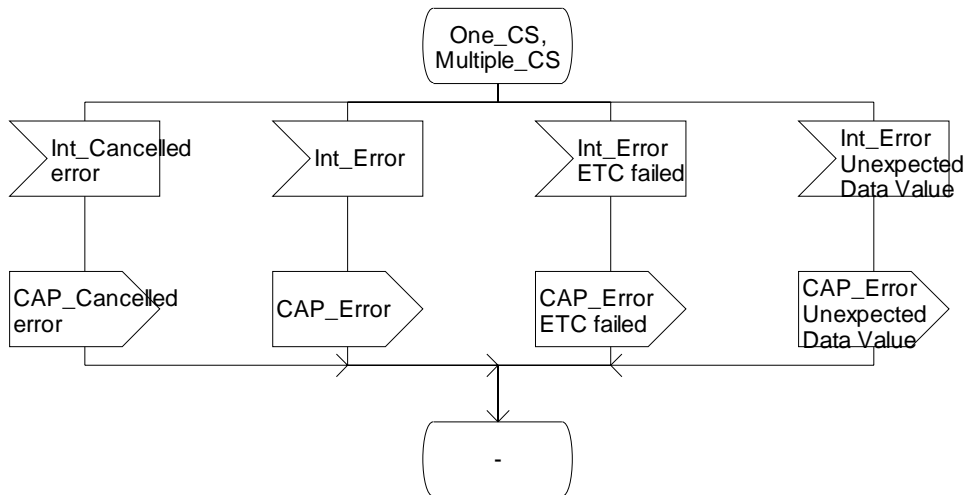 One_CS,
Multiple_CS
Int_Cancelled
error
Int_Error
Int_Error
ETC failed
Int_Error
Unexpected
Data Value
CAP_Cancelled
error
CAP_Error
CAP_Error
ETC failed
CAP_Error
Unexpected
Data Value
-